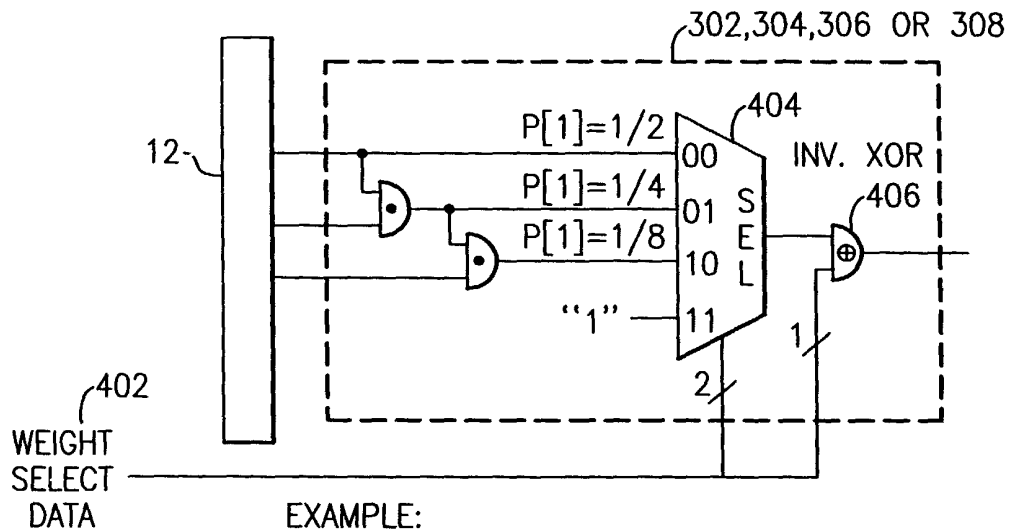 302,304,306 OR 308
404
P[1]=1/2
00
INV. XOR
12
P[1]=1/4
01
SEL
406
P[1]=1/8
10
"1"
11
1
2
402
WEIGHT
SELECT
DATA
EXAMPLE: